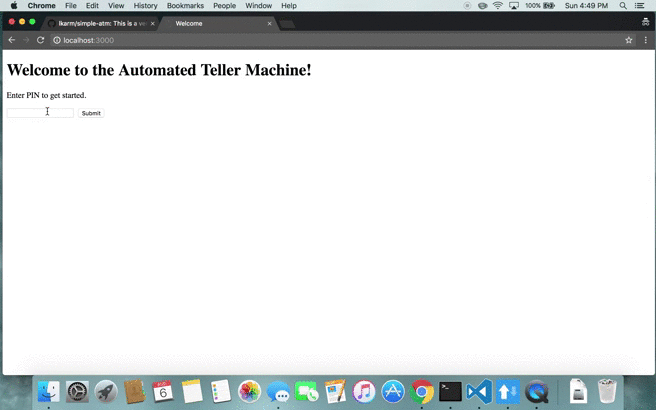 Chrome File Edit View History Bookmarks People Window Help 100% Sun 4:49 PM
lkarm/simple-atm: This is a ve Welcome
localhost:3000
Welcome to the Automated Teller Machine!
Enter PIN to get started.
Submit
6